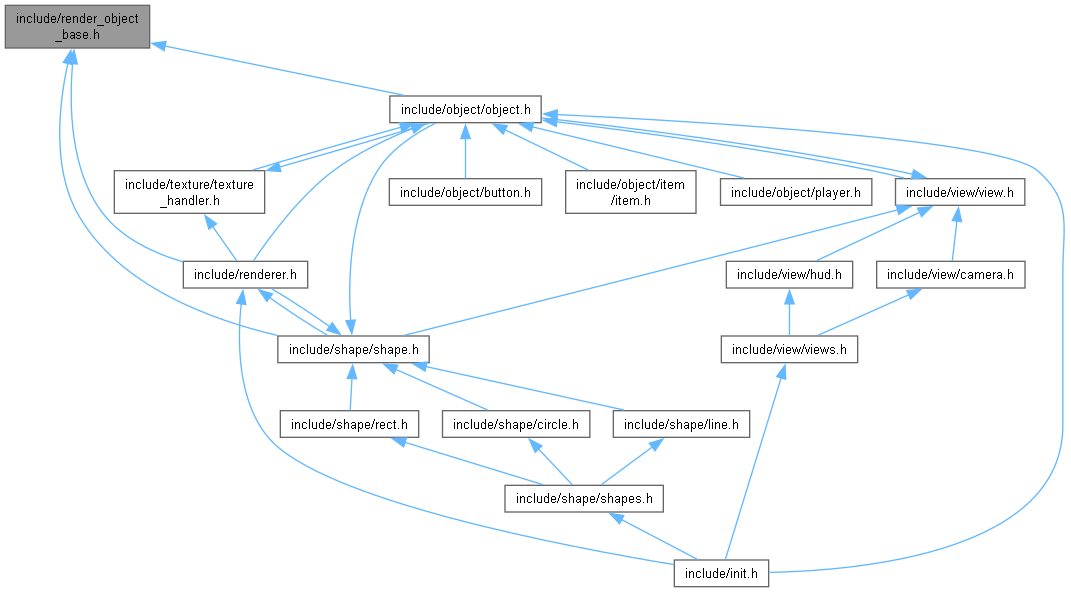 include/render_object
_base.h
include/object/object.h
include/texture/texture
_handler.h
include/object/button.h
include/object/item
/item.h
include/object/player.h
include/view/view.h
include/renderer.h
include/view/hud.h
include/view/camera.h
include/shape/shape.h
include/view/views.h
include/shape/rect.h
include/shape/circle.h
include/shape/line.h
include/shape/shapes.h
include/init.h